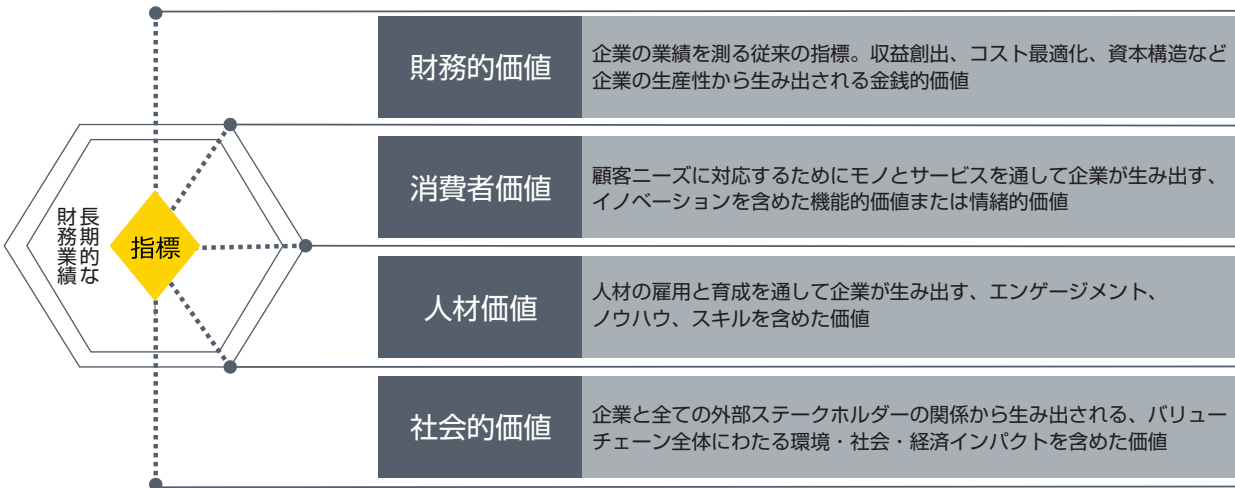 長期的な
財務業績
指標
財務的価値
企業の業績を測る従来の指標。収益創出、コスト最適化、資本構造など
企業の生産性から生み出される金銭的価値
消費者価値
顧客ニーズに対応するためにモノとサービスを通して企業が生み出す、
イノベーションを含めた機能的価値または情緒的価値
人材価値
人材の雇用と育成を通して企業が生み出す、エンゲージメント、
ノウハウ、スキルを含めた価値
社会的価値
企業と全ての外部ステークホルダーの関係から生み出される、バリュー
チェーン全体にわたる環境・社会・経済インパクトを含めた価値